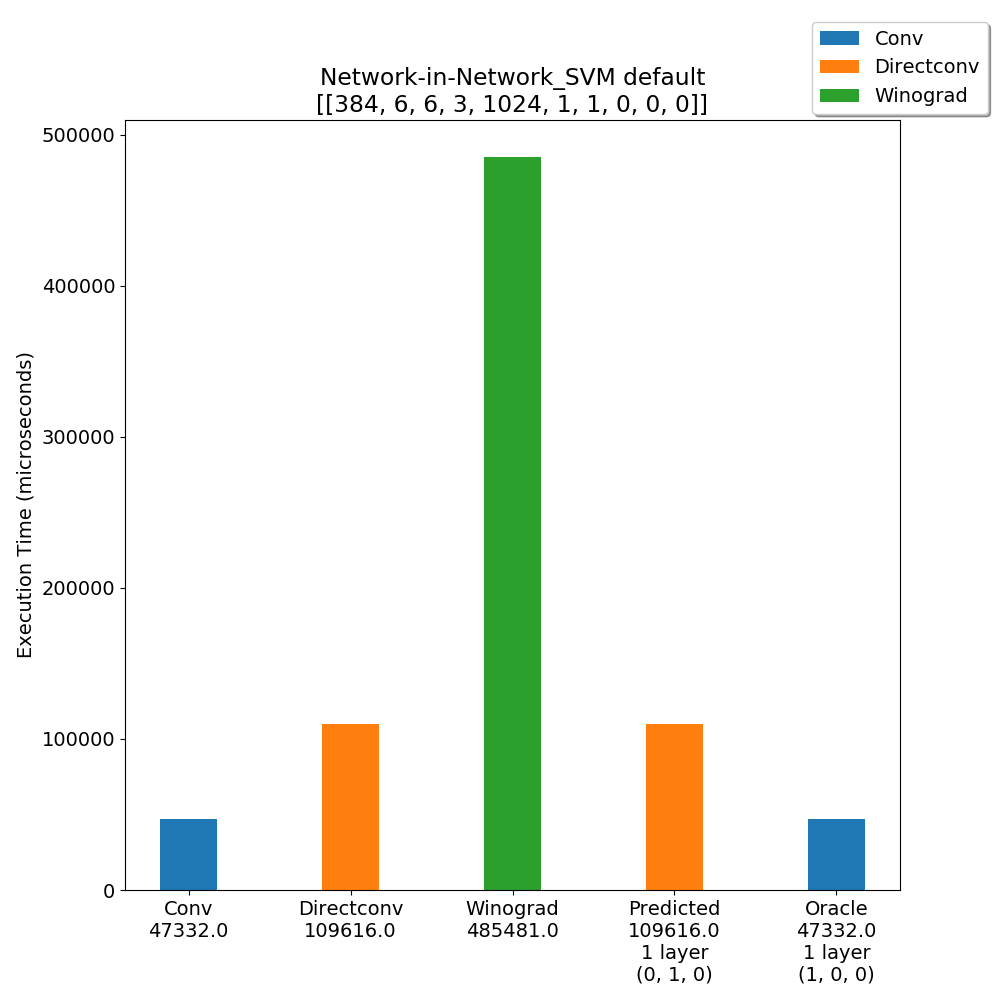 Conv
Directconv
Winograd
Network-in-Network_SVM default
[[384, 6, 6, 3, 1024, 1, 1, 0, 0, 0]]
Execution Time (microseconds)
500000
400000
300000
200000
100000
0
Conv
47332.0
Directconv
109616.0
Winograd
485481.0
Predicted
109616.0
1 layer
(0, 1, 0)
Oracle
47332.0
1 layer
(1, 0, 0)